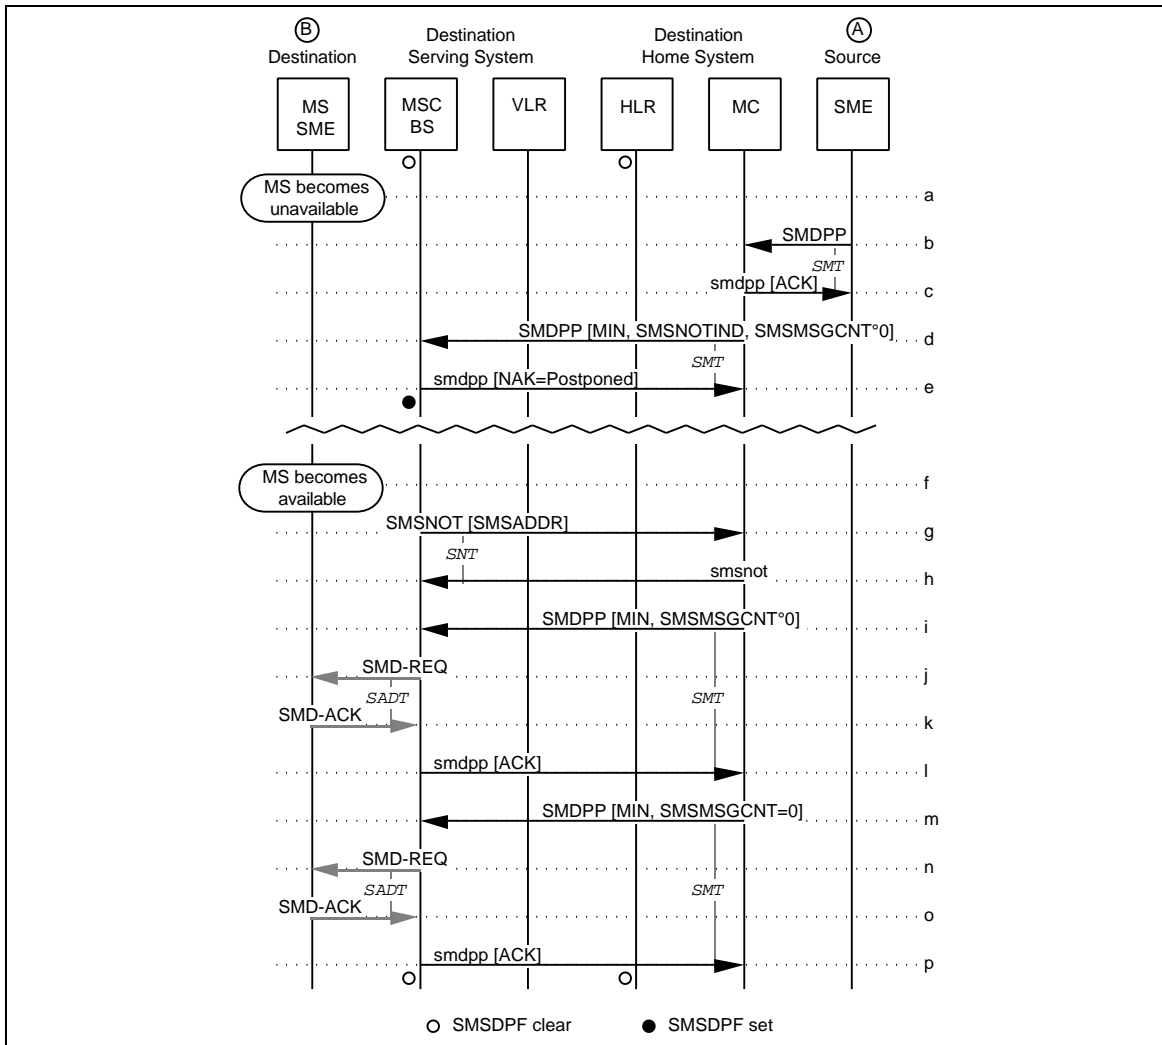 B
A
Destination
Destination
Serving System
Destination
Home System
Source
MS
SME
MSC
BS
VLR
HLR
MC
SME
MS becomes
unavailable
a
SMDPP
b
SMT
smdpp [ACK]
c
SMDPP [MIN, SMSNOTIND, SMSMSGCNT°0]
d
SMT
smdpp [NAK=Postponed]
e
MS becomes
available
f
SMSNOT [SMSADDR]
g
SNT
smsnot
h
SMDPP [MIN, SMSMSGCNT°0]
i
SMD-REQ
j
SADT
SMT
SMD-ACK
k
smdpp [ACK]
l
SMDPP [MIN, SMSMSGCNT=0]
m
SMD-REQ
n
SADT
SMT
SMD-ACK
o
smdpp [ACK]
p
SMSDPF clear
SMSDPF set